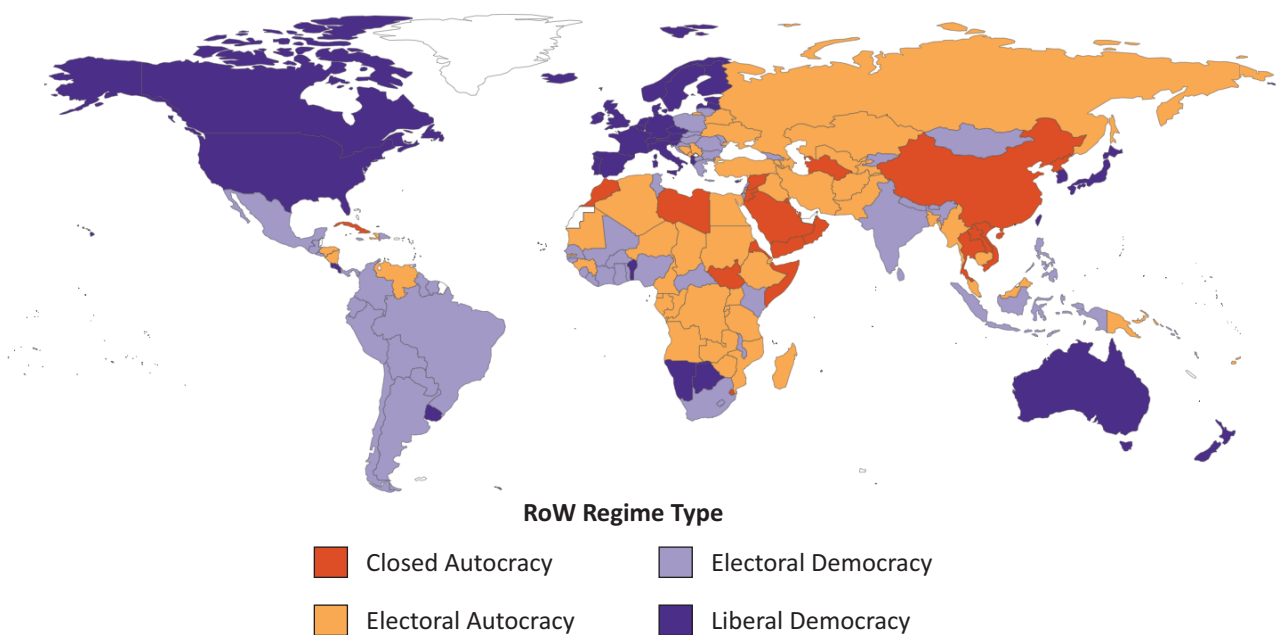 RoW Regime Type
Closed Autocracy
Electoral Democracy
Electoral Autocracy
Liberal Democracy